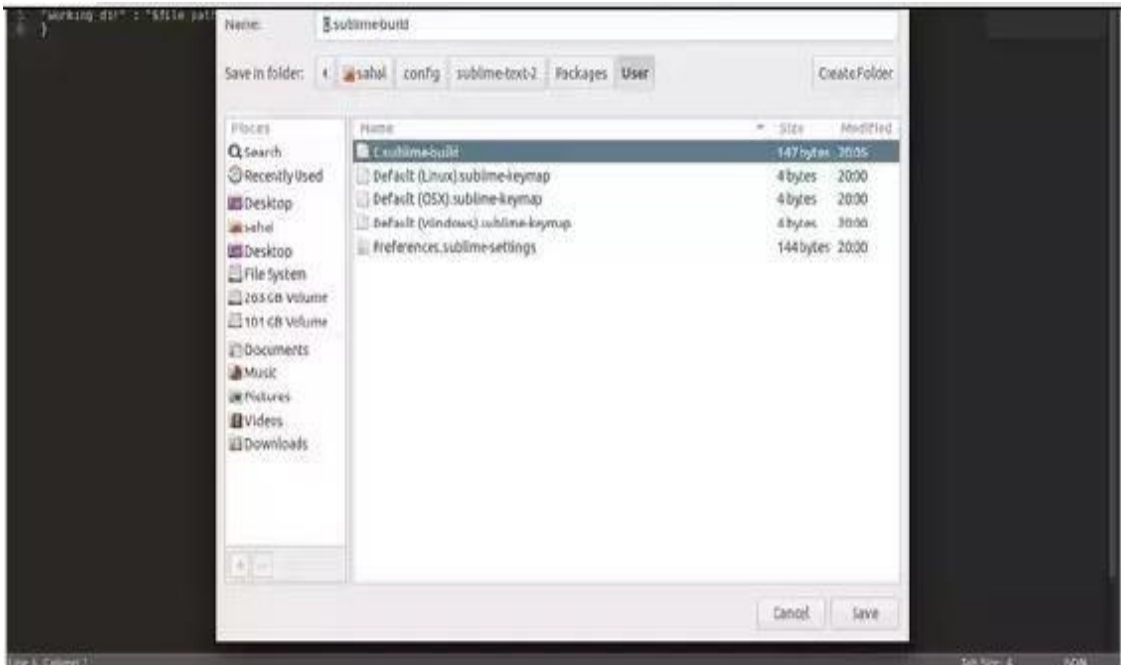 "working_dir" : "$file_path
}
Name: .sublime-build
Save in folder: sahal config sublime-text-2 Packages User Create Folder
Places
Search
Recently Used
Desktop
sahal
Desktop
File System
263 GB Volume
101 GB Volume
Documents
Music
Pictures
Videos
Downloads
Name Size Modified
C.sublime-build 147 bytes 20:05
Default (Linux).sublime-keymap 4 bytes 20:00
Default (OSX).sublime-keymap 4 bytes 20:00
Default (Windows).sublime-keymap 4 bytes 20:00
Preferences.sublime-settings 144 bytes 20:00
Cancel Save